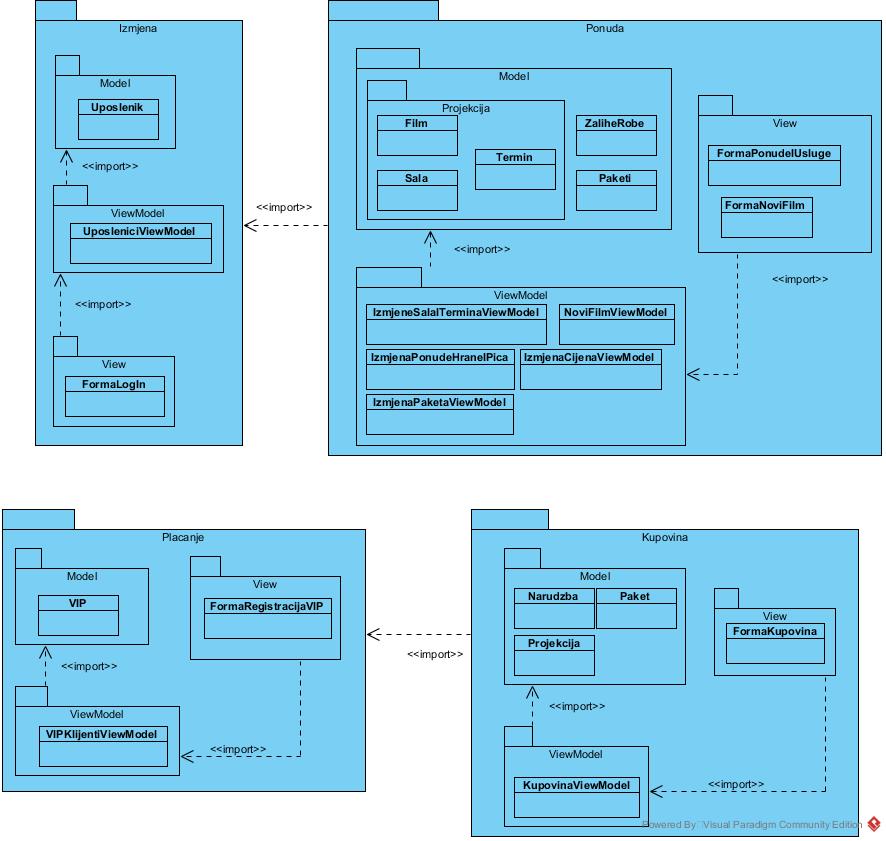 Izmjena
Model
Uposlenik
<<import>>
ViewModel
UposleniciViewModel
<<import>>
View
FormaLogIn
<<import>>
Ponuda
Model
Projekcija
Film
Termin
Sala
ZaliheRobe
Paketi
View
FormaPonudeIUsluge
FormaNoviFilm
<<import>>
<<import>>
ViewModel
IzmjeneSalaITerminaViewModel
NoviFilmViewModel
IzmjenaPonudeHraneIPica
IzmjenaCijenaViewModel
IzmjenaPaketaViewModel
Placanje
Model
VIP
View
FormaRegistracijaVIP
<<import>>
ViewModel
VIPKlijentiViewModel
<<import>>
<<import>>
Kupovina
Model
Narudzba
Paket
Projekcija
View
FormaKupovina
<<import>>
ViewModel
KupovinaViewModel
<<import>>
Powered By Visual Paradigm Community Edition